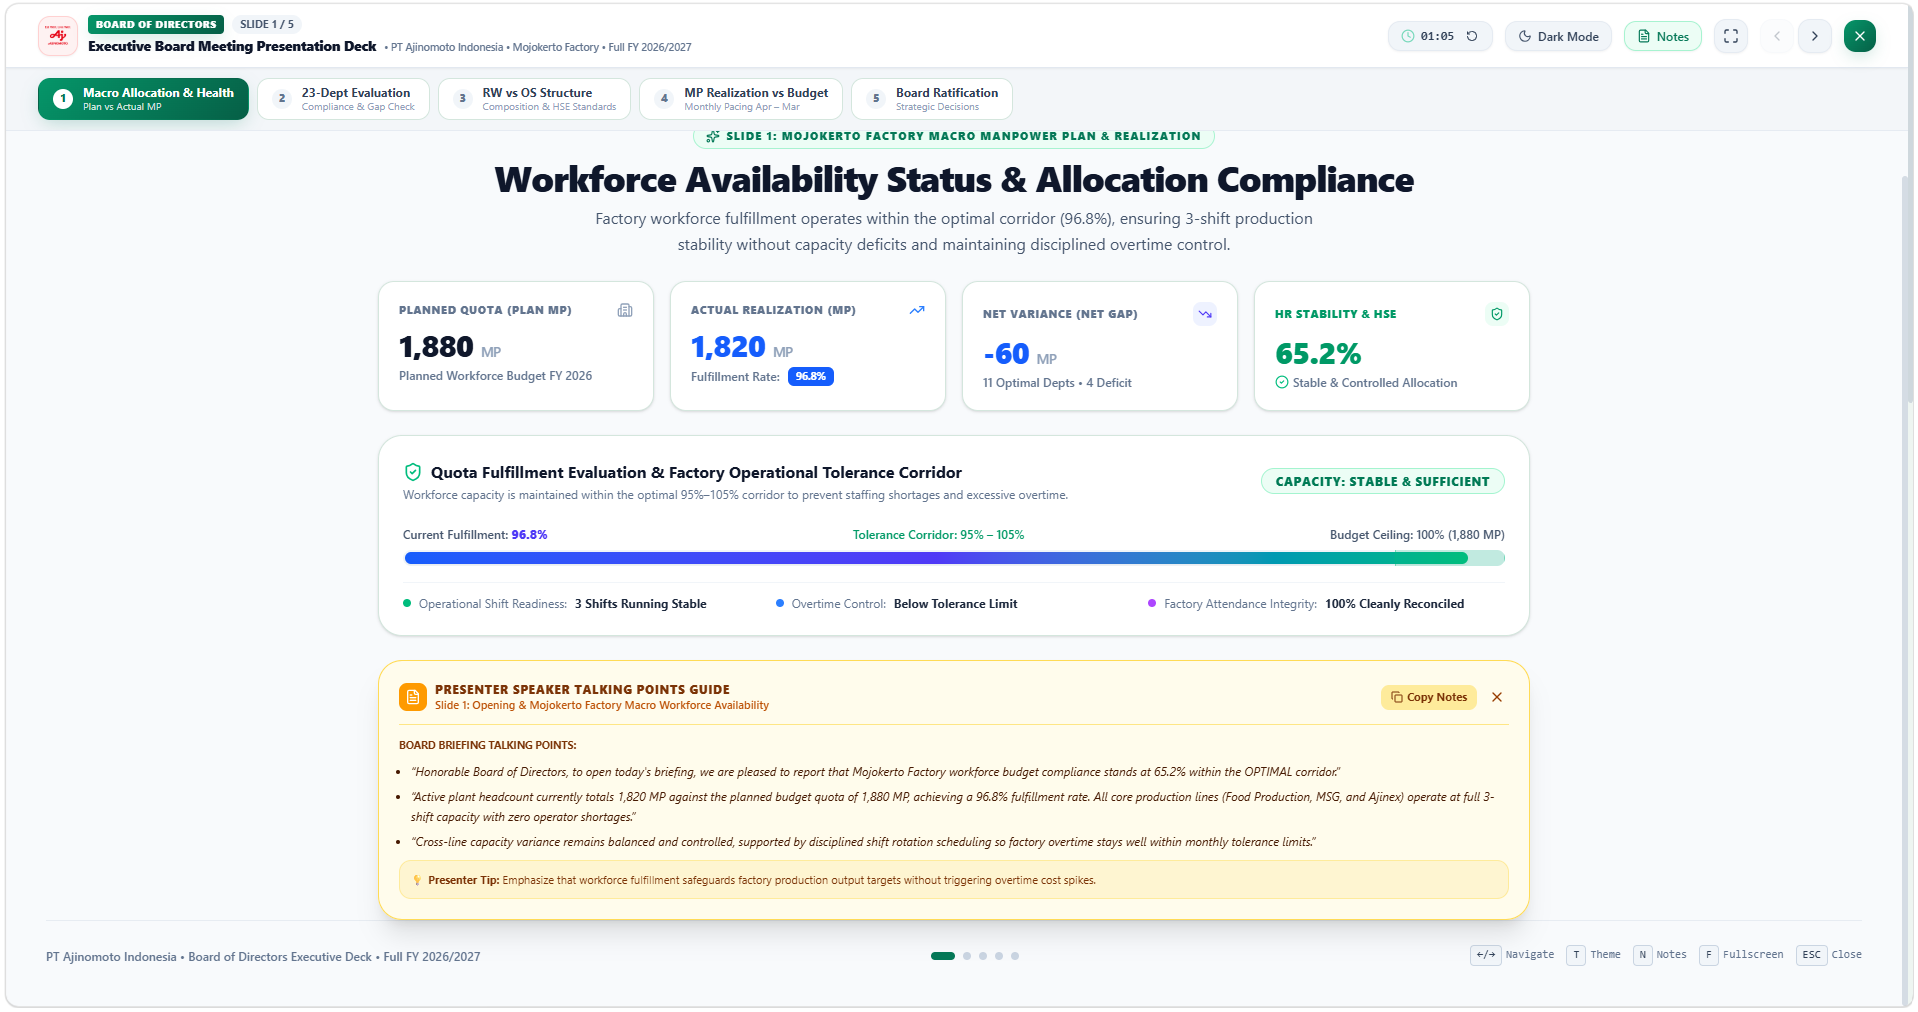 AJINOMOTO
BOARD OF DIRECTORS SLIDE 1 / 5
Executive Board Meeting Presentation Deck • PT Ajinomoto Indonesia • Mojokerto Factory • Full FY 2026/2027
01:05 Dark Mode Notes
1 Macro Allocation & Health
Plan vs Actual MP
2 23-Dept Evaluation
Compliance & Gap Check
3 RW vs OS Structure
Composition & HSE Standards
4 MP Realization vs Budget
Monthly Pacing Apr – Mar
5 Board Ratification
Strategic Decisions
SLIDE 1: MOJOKERTO FACTORY MACRO MANPOWER PLAN & REALIZATION
Workforce Availability Status & Allocation Compliance
Factory workforce fulfillment operates within the optimal corridor (96.8%), ensuring 3-shift production
stability without capacity deficits and maintaining disciplined overtime control.
PLANNED QUOTA (PLAN MP)
1,880 MP
Planned Workforce Budget FY 2026
ACTUAL REALIZATION (MP)
1,820 MP
Fulfillment Rate: 96.8%
NET VARIANCE (NET GAP)
-60 MP
11 Optimal Depts • 4 Deficit
HR STABILITY & HSE
65.2%
Stable & Controlled Allocation
Quota Fulfillment Evaluation & Factory Operational Tolerance Corridor
Workforce capacity is maintained within the optimal 95%–105% corridor to prevent staffing shortages and excessive overtime.
CAPACITY: STABLE & SUFFICIENT
Current Fulfillment: 96.8% Tolerance Corridor: 95% – 105% Budget Ceiling: 100% (1,880 MP)
Operational Shift Readiness: 3 Shifts Running Stable Overtime Control: Below Tolerance Limit Factory Attendance Integrity: 100% Cleanly Reconciled
PRESENTER SPEAKER TALKING POINTS GUIDE
Slide 1: Opening & Mojokerto Factory Macro Workforce Availability
Copy Notes
BOARD BRIEFING TALKING POINTS:
• "Honorable Board of Directors, to open today's briefing, we are pleased to report that Mojokerto Factory workforce budget compliance stands at 65.2% within the OPTIMAL corridor."
• "Active plant headcount currently totals 1,820 MP against the planned budget quota of 1,880 MP, achieving a 96.8% fulfillment rate. All core production lines (Food Production, MSG, and Ajinex) operate at full 3-
shift capacity with zero operator shortages."
• "Cross-line capacity variance remains balanced and controlled, supported by disciplined shift rotation scheduling so factory overtime stays well within monthly tolerance limits."
Presenter Tip: Emphasize that workforce fulfillment safeguards factory production output targets without triggering overtime cost spikes.
PT Ajinomoto Indonesia • Board of Directors Executive Deck • Full FY 2026/2027
←/→ Navigate T Theme N Notes F Fullscreen ESC Close